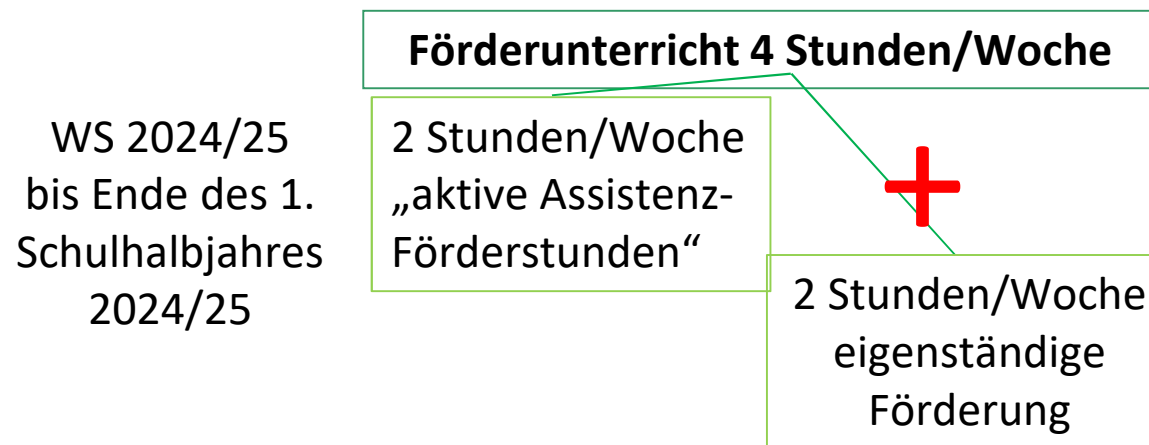 Förderunterricht 4 Stunden/Woche
WS 2024/25
bis Ende des 1.
Schulhalbjahres
2024/25
2 Stunden/Woche
„aktive Assistenz-
Förderstunden“
2 Stunden/Woche
eigenständige
Förderung